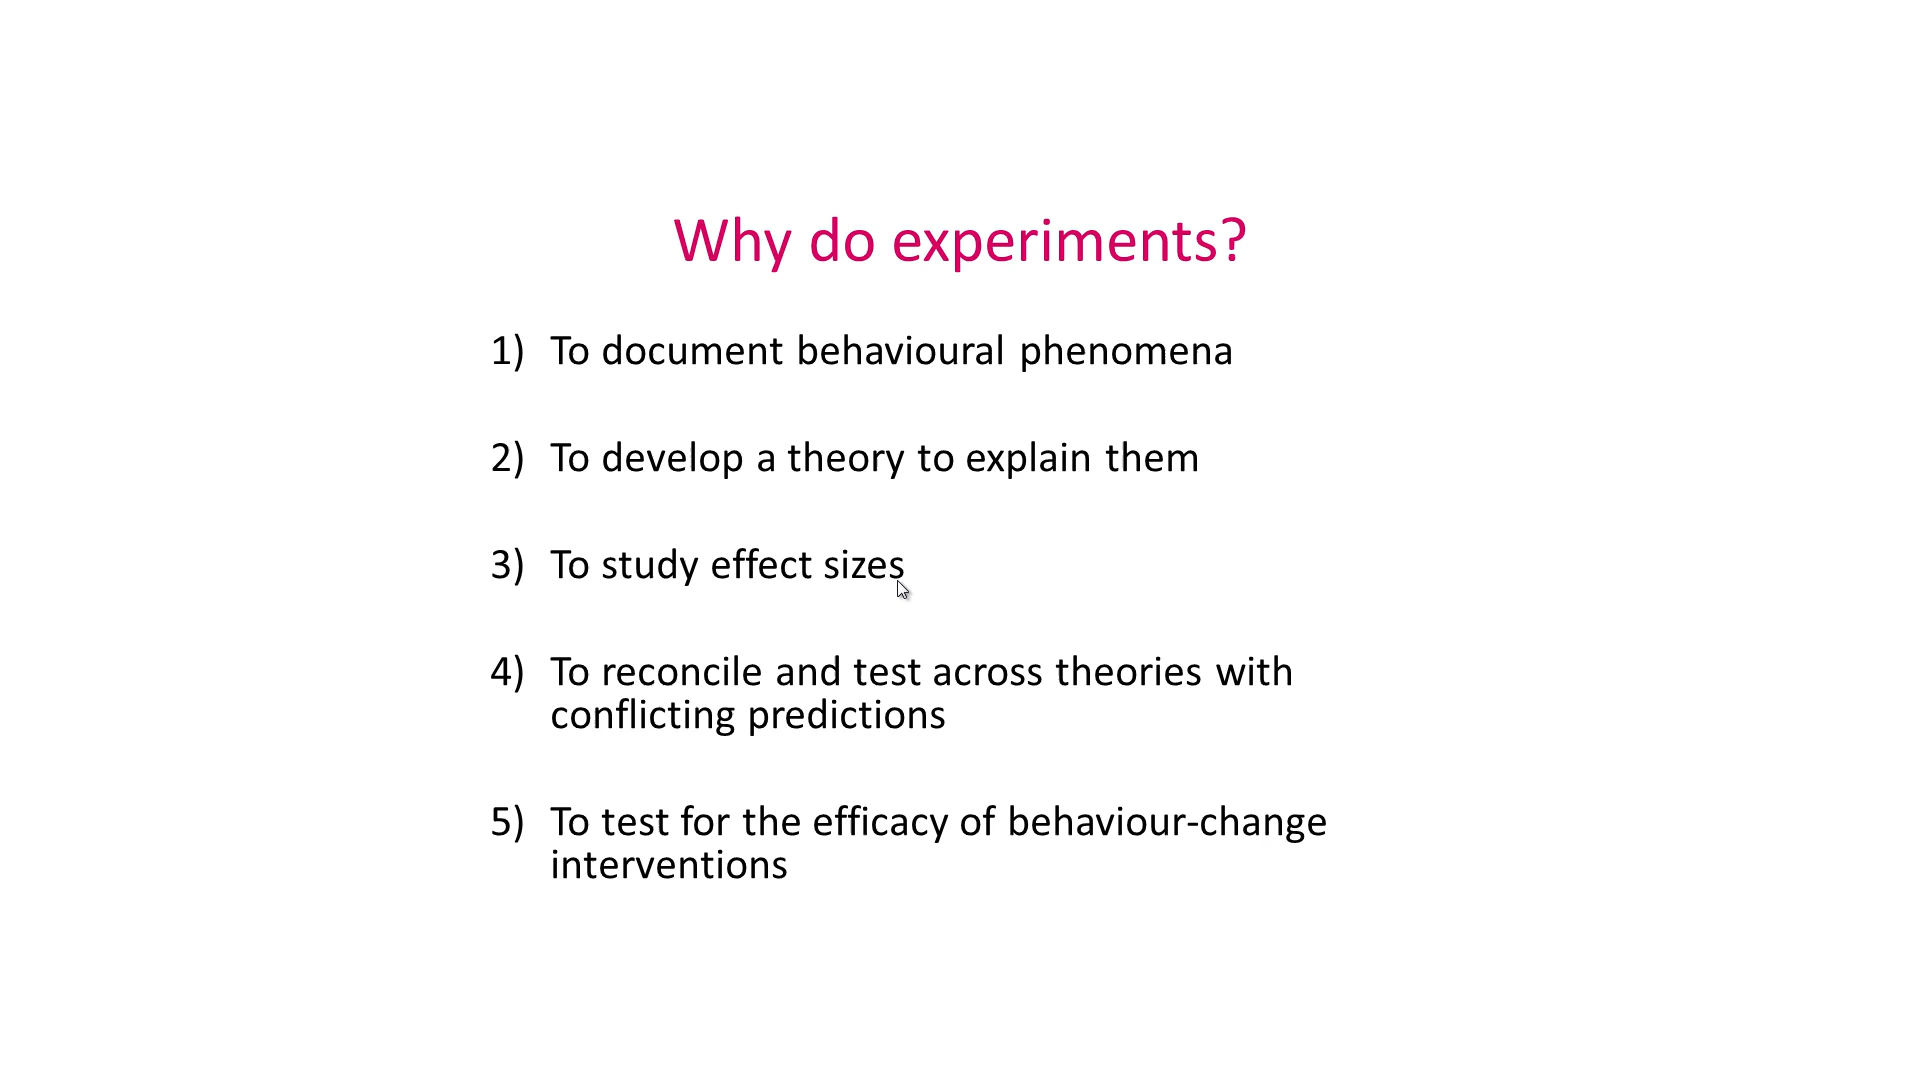 Why do experiments?
1) To document behavioural phenomena
2) To develop a theory to explain them
3) To study effect sizes
4) To reconcile and test across theories with
conflicting predictions
5) To test for the efficacy of behaviour-change
interventions